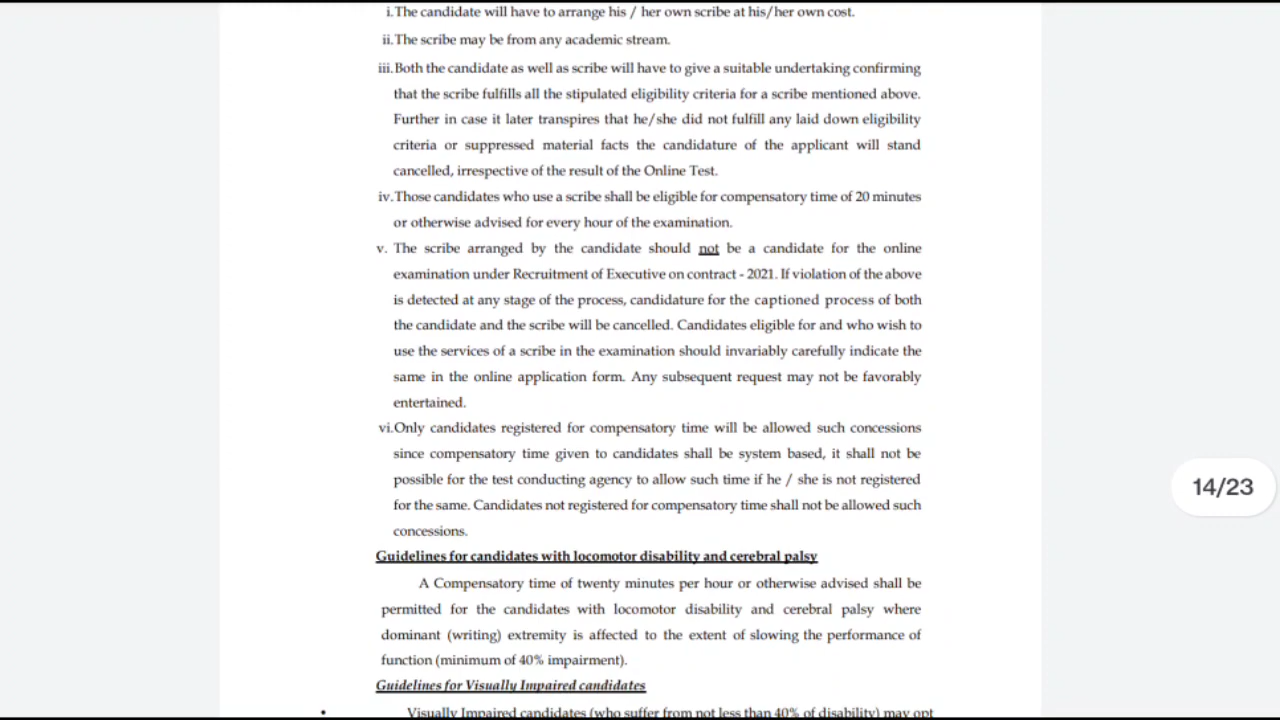 i. The candidate will have to arrange his / her own scribe at his/her own cost.
ii. The scribe may be from any academic stream.
iii. Both the candidate as well as scribe will have to give a suitable undertaking confirming
that the scribe fulfills all the stipulated eligibility criteria for a scribe mentioned above.
Further in case it later transpires that he/she did not fulfill any laid down eligibility
criteria or suppressed material facts the candidature of the applicant will stand
cancelled, irrespective of the result of the Online Test.
iv. Those candidates who use a scribe shall be eligible for compensatory time of 20 minutes
or otherwise advised for every hour of the examination.
v. The scribe arranged by the candidate should not be a candidate for the online
examination under Recruitment of Executive on contract - 2021. If violation of the above
is detected at any stage of the process, candidature for the captioned process of both
the candidate and the scribe will be cancelled. Candidates eligible for and who wish to
use the services of a scribe in the examination should invariably carefully indicate the
same in the online application form. Any subsequent request may not be favorably
entertained.
vi. Only candidates registered for compensatory time will be allowed such concessions
since compensatory time given to candidates shall be system based, it shall not be
possible for the test conducting agency to allow such time if he / she is not registered
for the same. Candidates not registered for compensatory time shall not be allowed such
concessions.
14/23
Guidelines for candidates with locomotor disability and cerebral palsy
A Compensatory time of twenty minutes per hour or otherwise advised shall be
permitted for the candidates with locomotor disability and cerebral palsy where
dominant (writing) extremity is affected to the extent of slowing the performance of
function (minimum of 40% impairment).
Guidelines for Visually Impaired candidates
• Visually Impaired candidates (who suffer from not less than 40% of disability) may opt